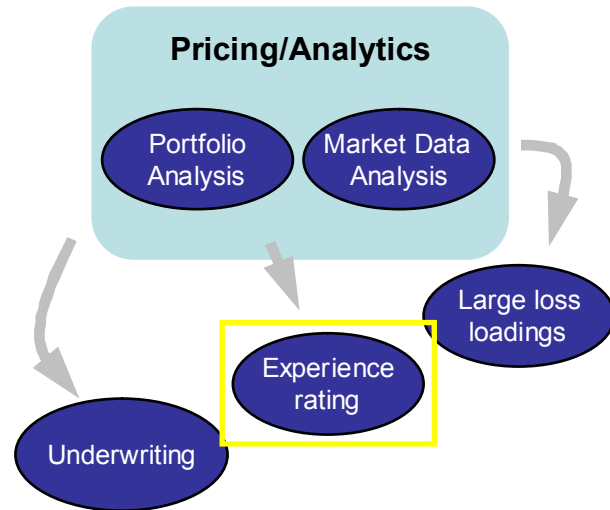 Pricing/Analytics
Portfolio
Analysis
Market Data
Analysis
Large loss
loadings
Experience
rating
Underwriting